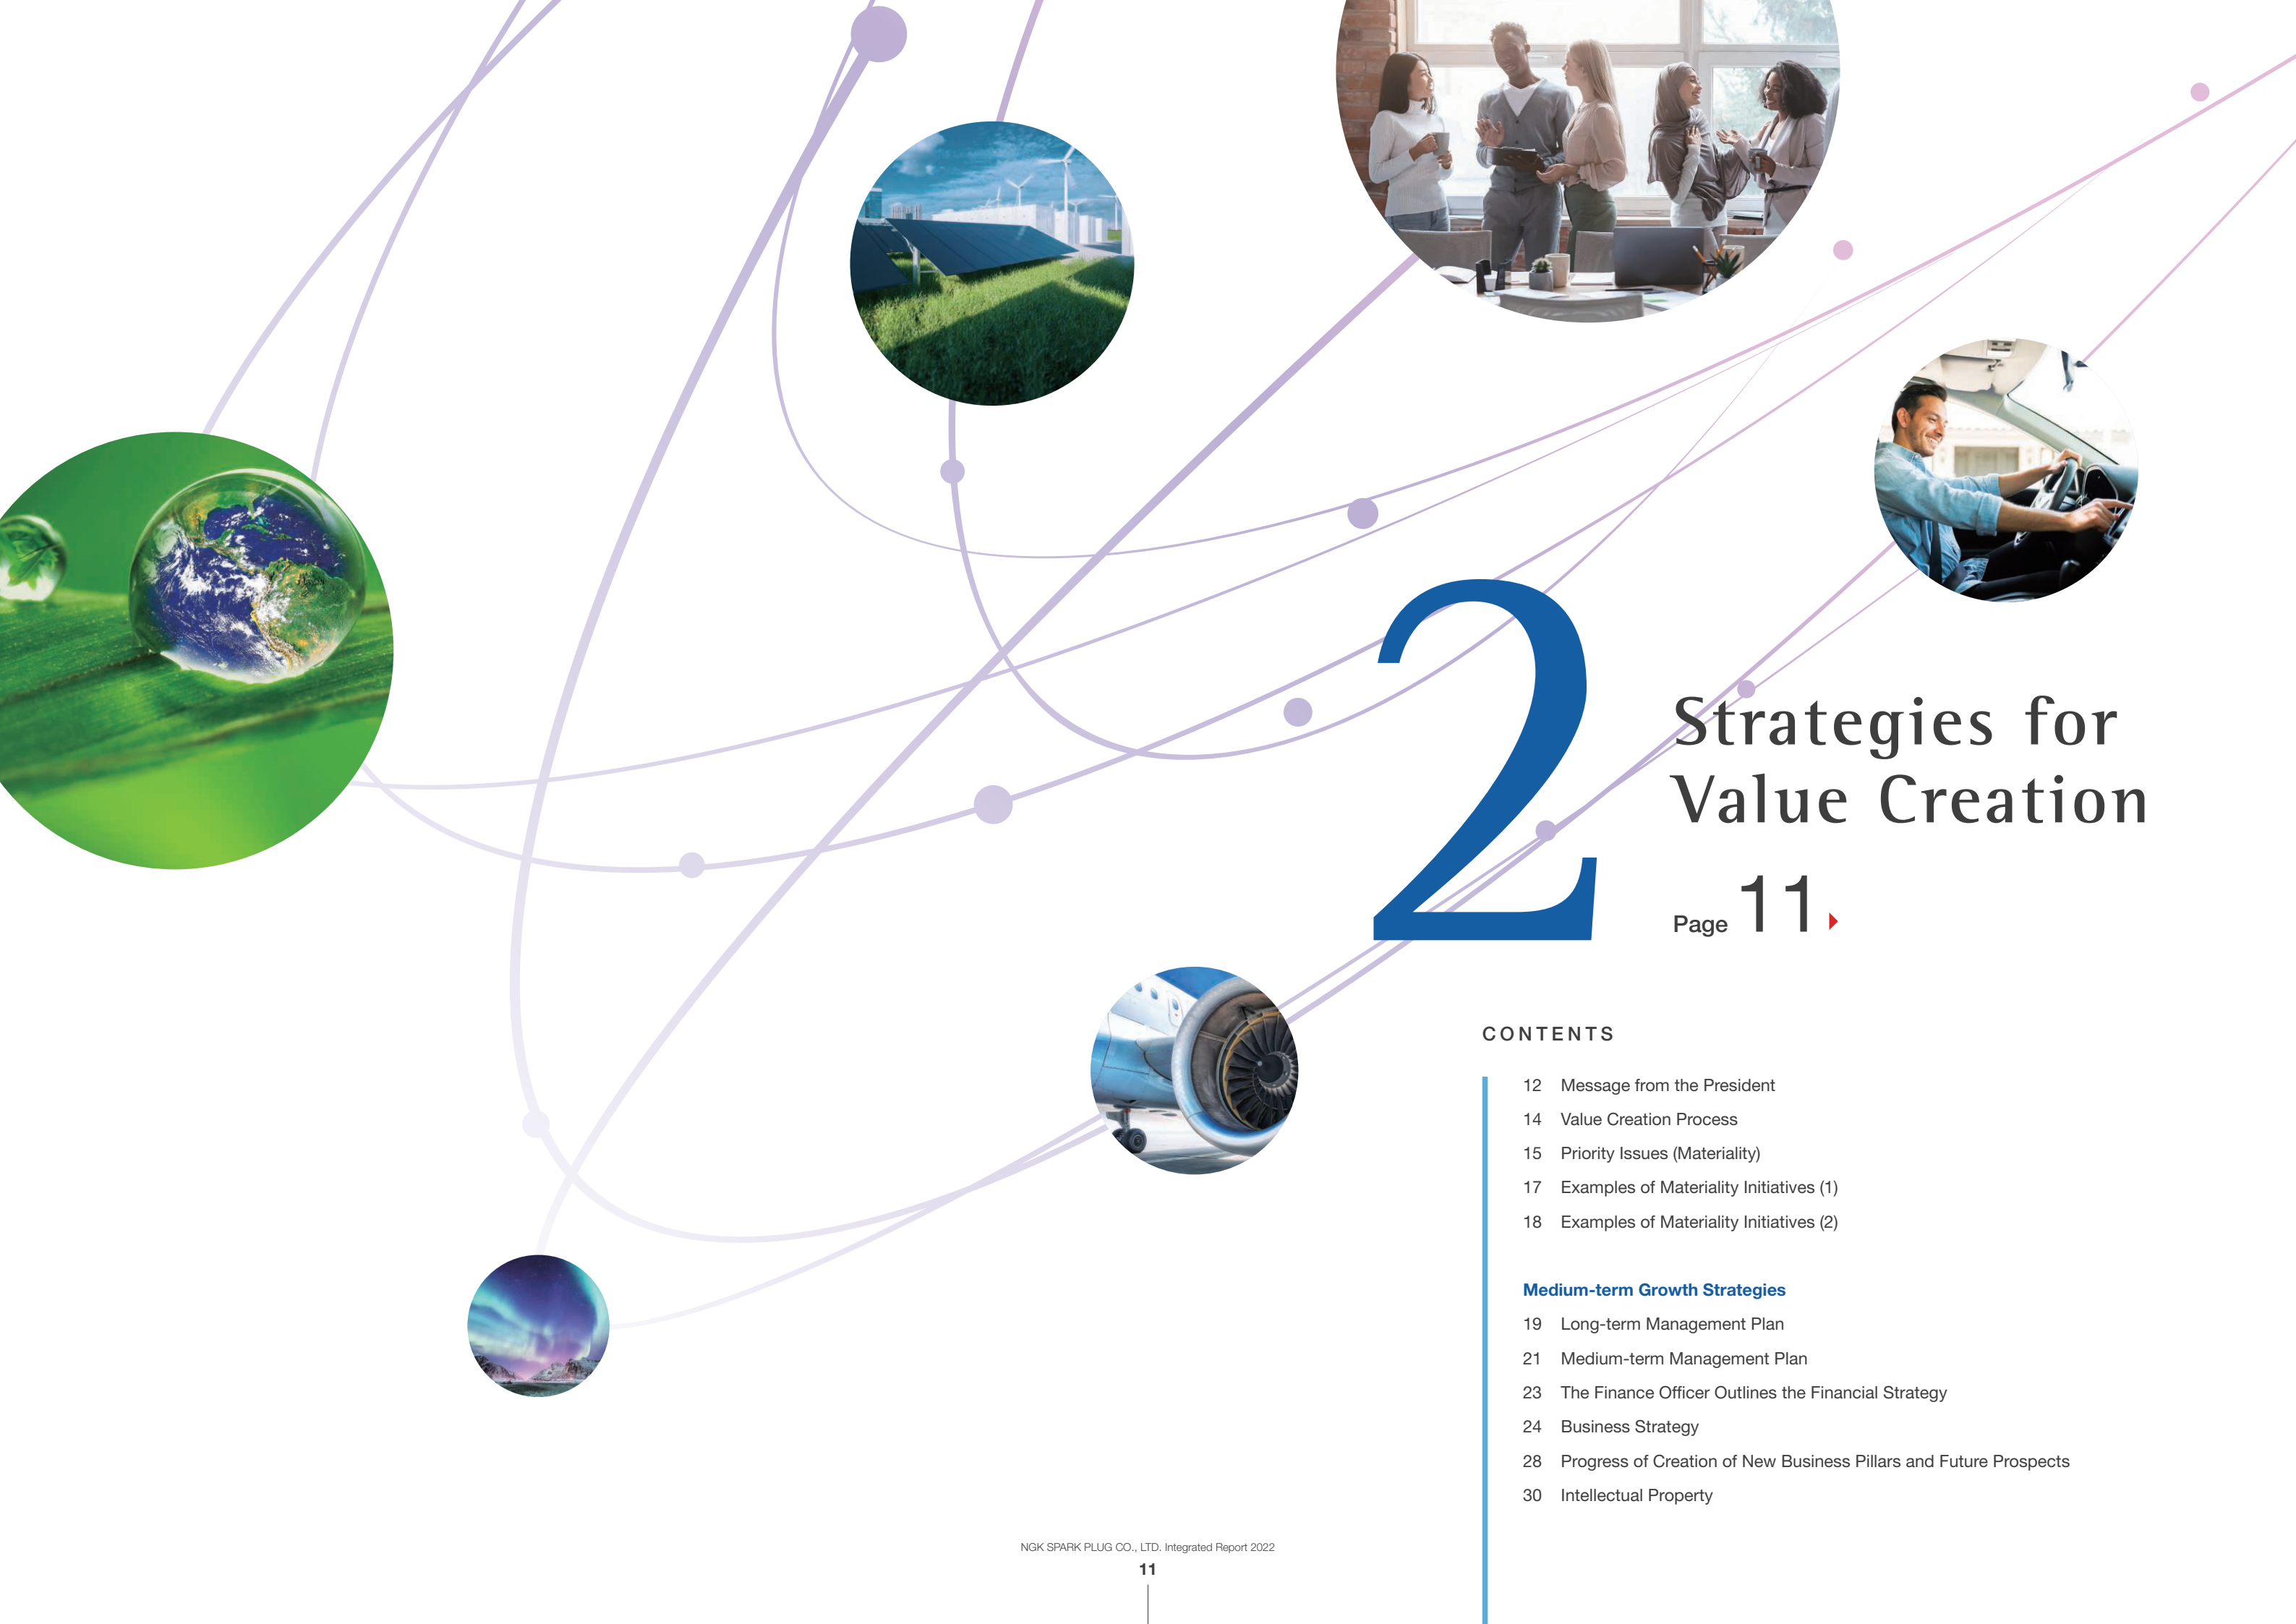 2
Strategies for
Value Creation
Page 11
CONTENTS
12 Message from the President
14 Value Creation Process
15 Priority Issues (Materiality)
17 Examples of Materiality Initiatives (1)
18 Examples of Materiality Initiatives (2)
Medium-term Growth Strategies
19 Long-term Management Plan
21 Medium-term Management Plan
23 The Finance Officer Outlines the Financial Strategy
24 Business Strategy
28 Progress of Creation of New Business Pillars and Future Prospects
30 Intellectual Property
NGK SPARK PLUG CO., LTD. Integrated Report 2022
11